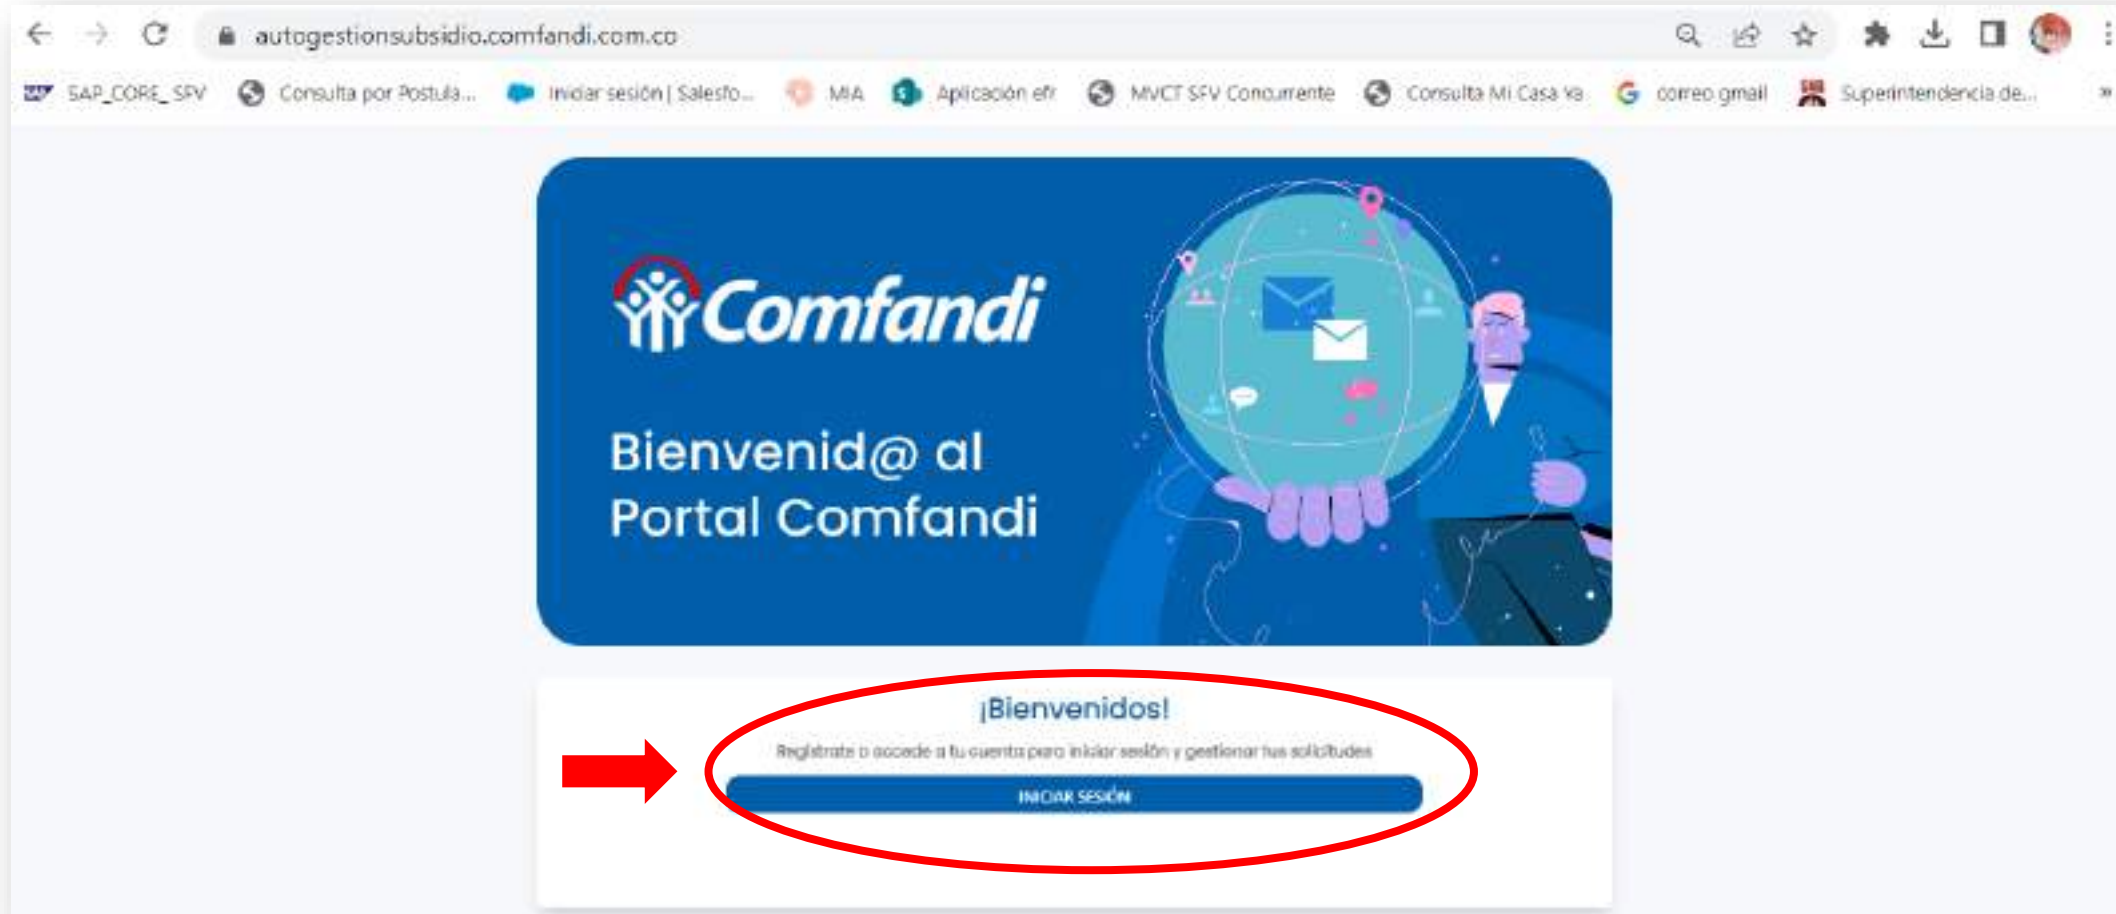 autogestionsubsidio.comfandi.com.co
SAP_CORE_SFV Consulta por Postula... Iniciar sesión | Salesfo... MIA Aplicación efr MVCT SFV Concurrente Consulta Mi Casa Ya correo gmail Superintendencia de... »
Comfandi
Bienvenid@ al
Portal Comfandi
¡Bienvenidos!
Regístrate o accede a tu cuenta para iniciar sesión y gestionar tus solicitudes
INICIAR SESIÓN